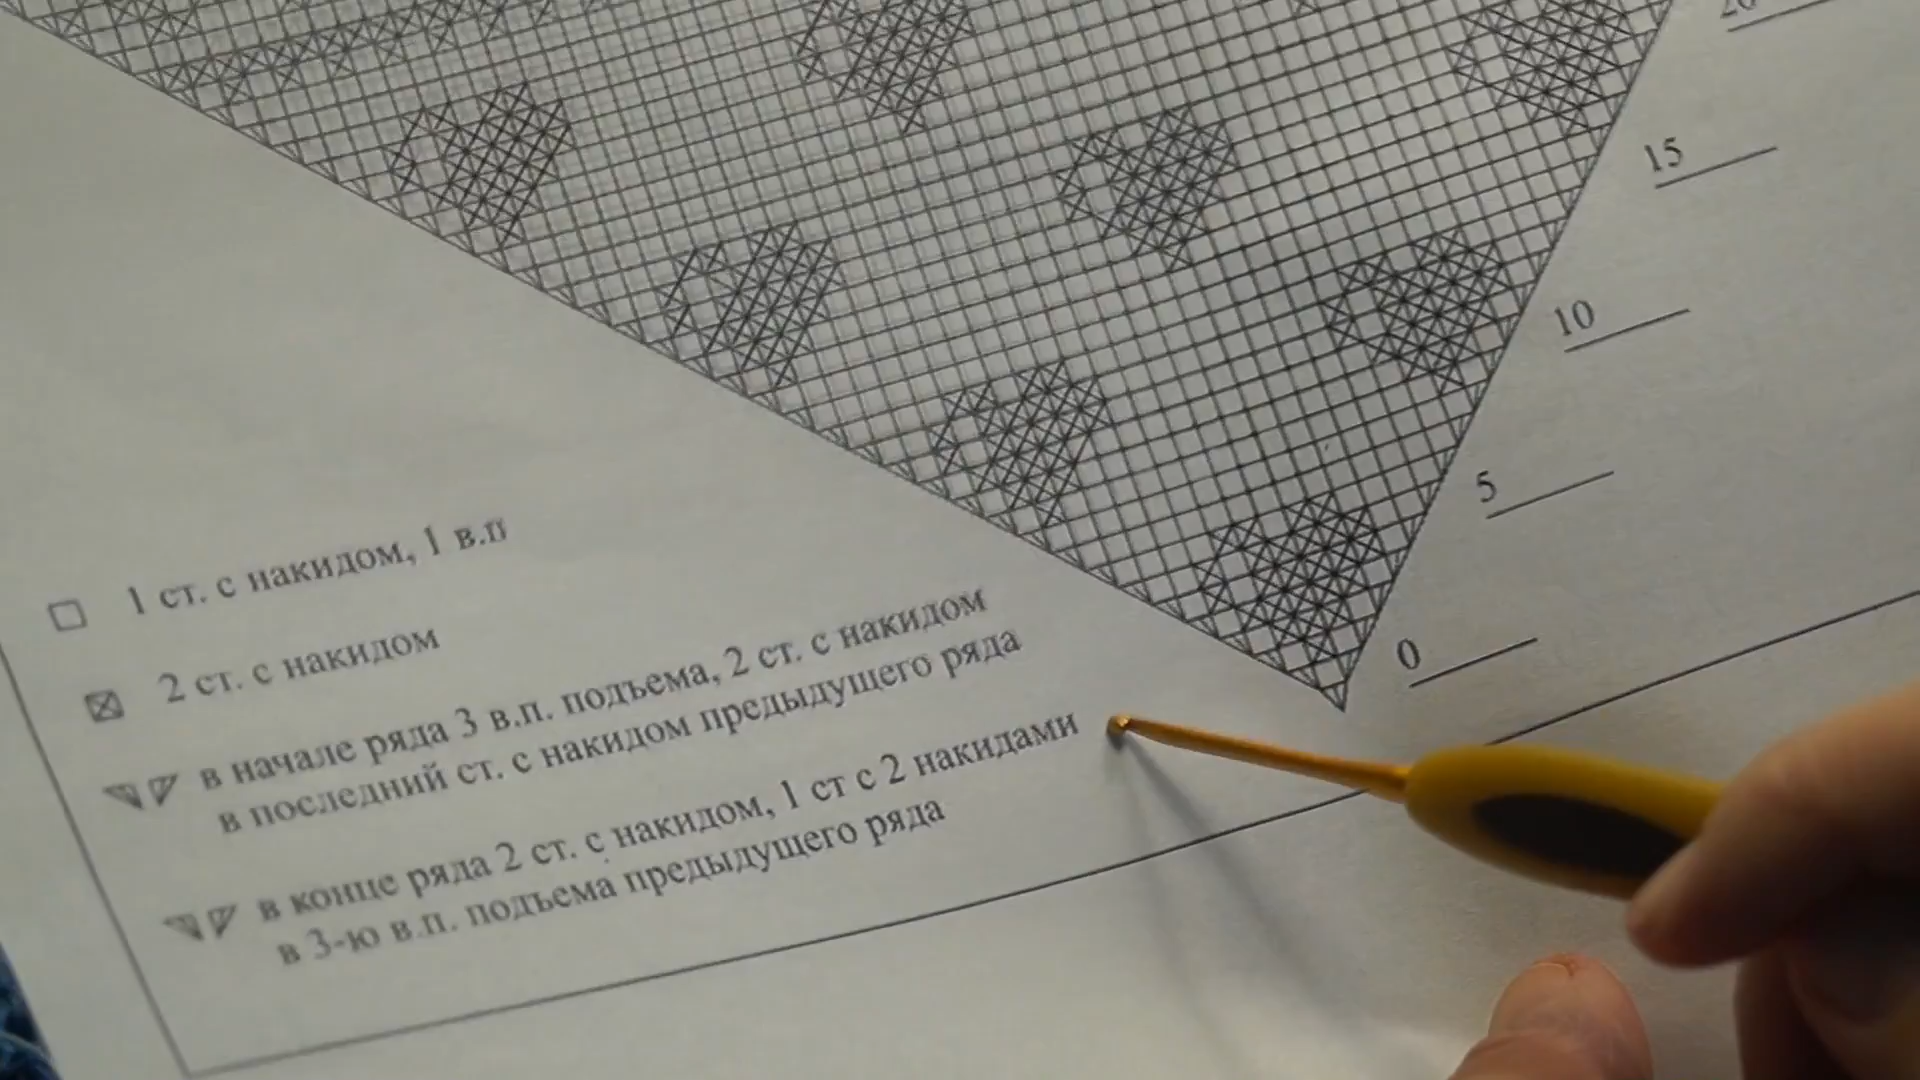 20
15
10
5
0
1 ст. с накидом, 1 в.п
2 ст. с накидом
в начале ряда 3 в.п. подъема, 2 ст. с накидом
в последний ст. с накидом предыдущего ряда
в конце ряда 2 ст. с накидом, 1 ст с 2 накидами
в 3-ю в.п. подъема предыдущего ряда